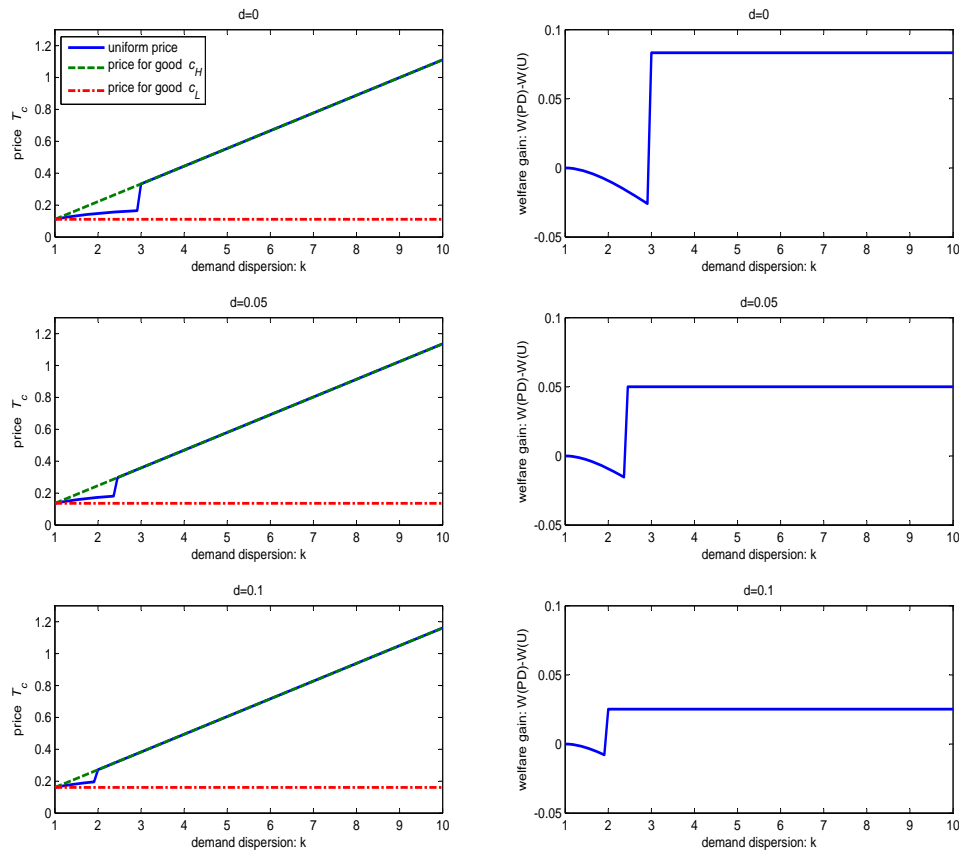 d=0
price T_c
1.2
1
0.8
0.6
0.4
0.2
0
uniform price
price for good c_H
price for good c_L
1 2 3 4 5 6 7 8 9 10
demand dispersion: k
d=0
welfare gain: W(PD)-W(U)
0.1
0.05
0
-0.05
1 2 3 4 5 6 7 8 9 10
demand dispersion: k
d=0.05
price T_c
1.2
1
0.8
0.6
0.4
0.2
0
1 2 3 4 5 6 7 8 9 10
demand dispersion: k
d=0.05
welfare gain: W(PD)-W(U)
0.1
0.05
0
-0.05
1 2 3 4 5 6 7 8 9 10
demand dispersion: k
d=0.1
price T_c
1.2
1
0.8
0.6
0.4
0.2
0
1 2 3 4 5 6 7 8 9 10
demand dispersion: k
d=0.1
welfare gain: W(PD)-W(U)
0.1
0.05
0
-0.05
1 2 3 4 5 6 7 8 9 10
demand dispersion: k